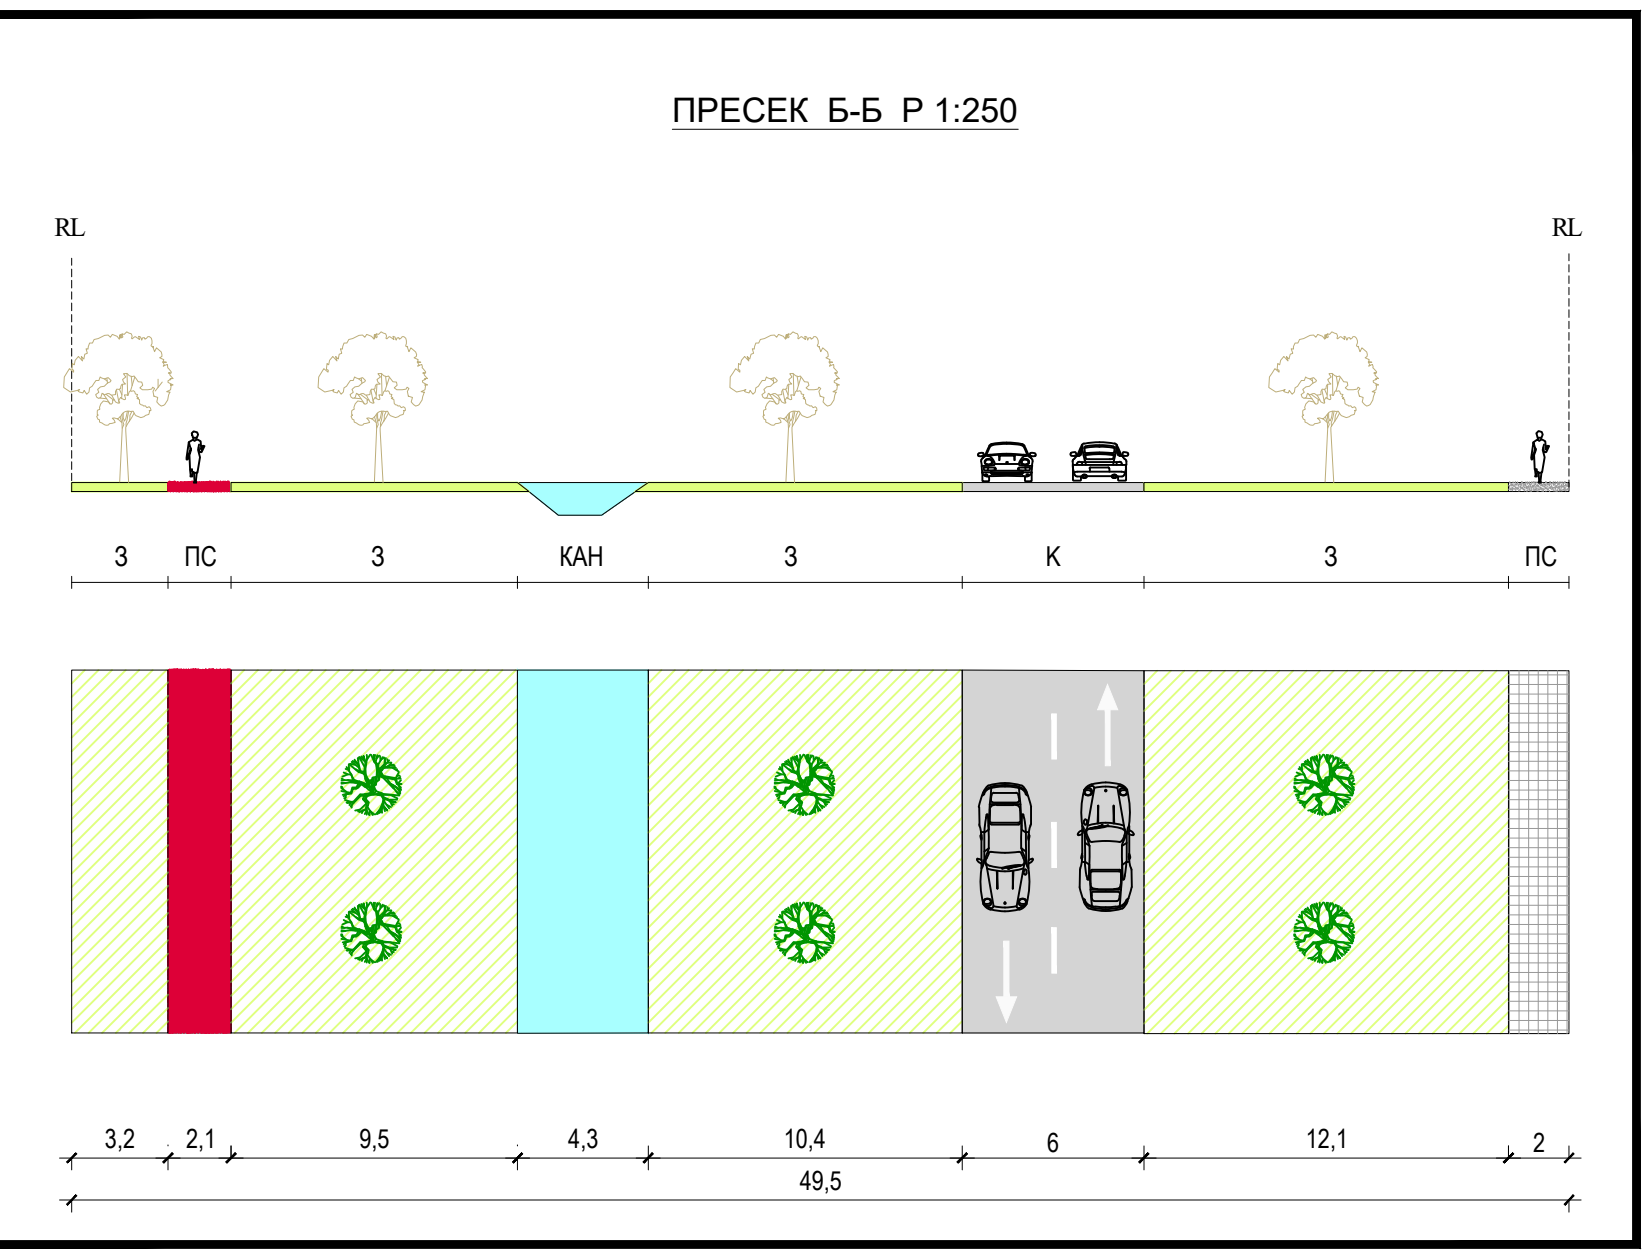 ПРЕСЕК Б-Б Р 1:250
RL RL
З ПС З КАН З К З ПС
3,2 2,1 9,5 4,3 10,4 6 12,1 2
49,5